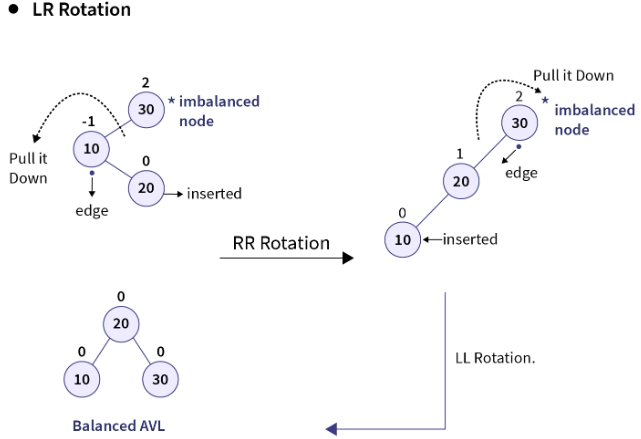 ● LR Rotation
2
30
* imbalanced
node
-1
10
Pull it
Down
0
20
inserted
edge
Pull it Down
2
*
30
imbalanced
node
1
20
edge
0
10
inserted
RR Rotation
0
20
0
10
0
30
Balanced AVL
LL Rotation.